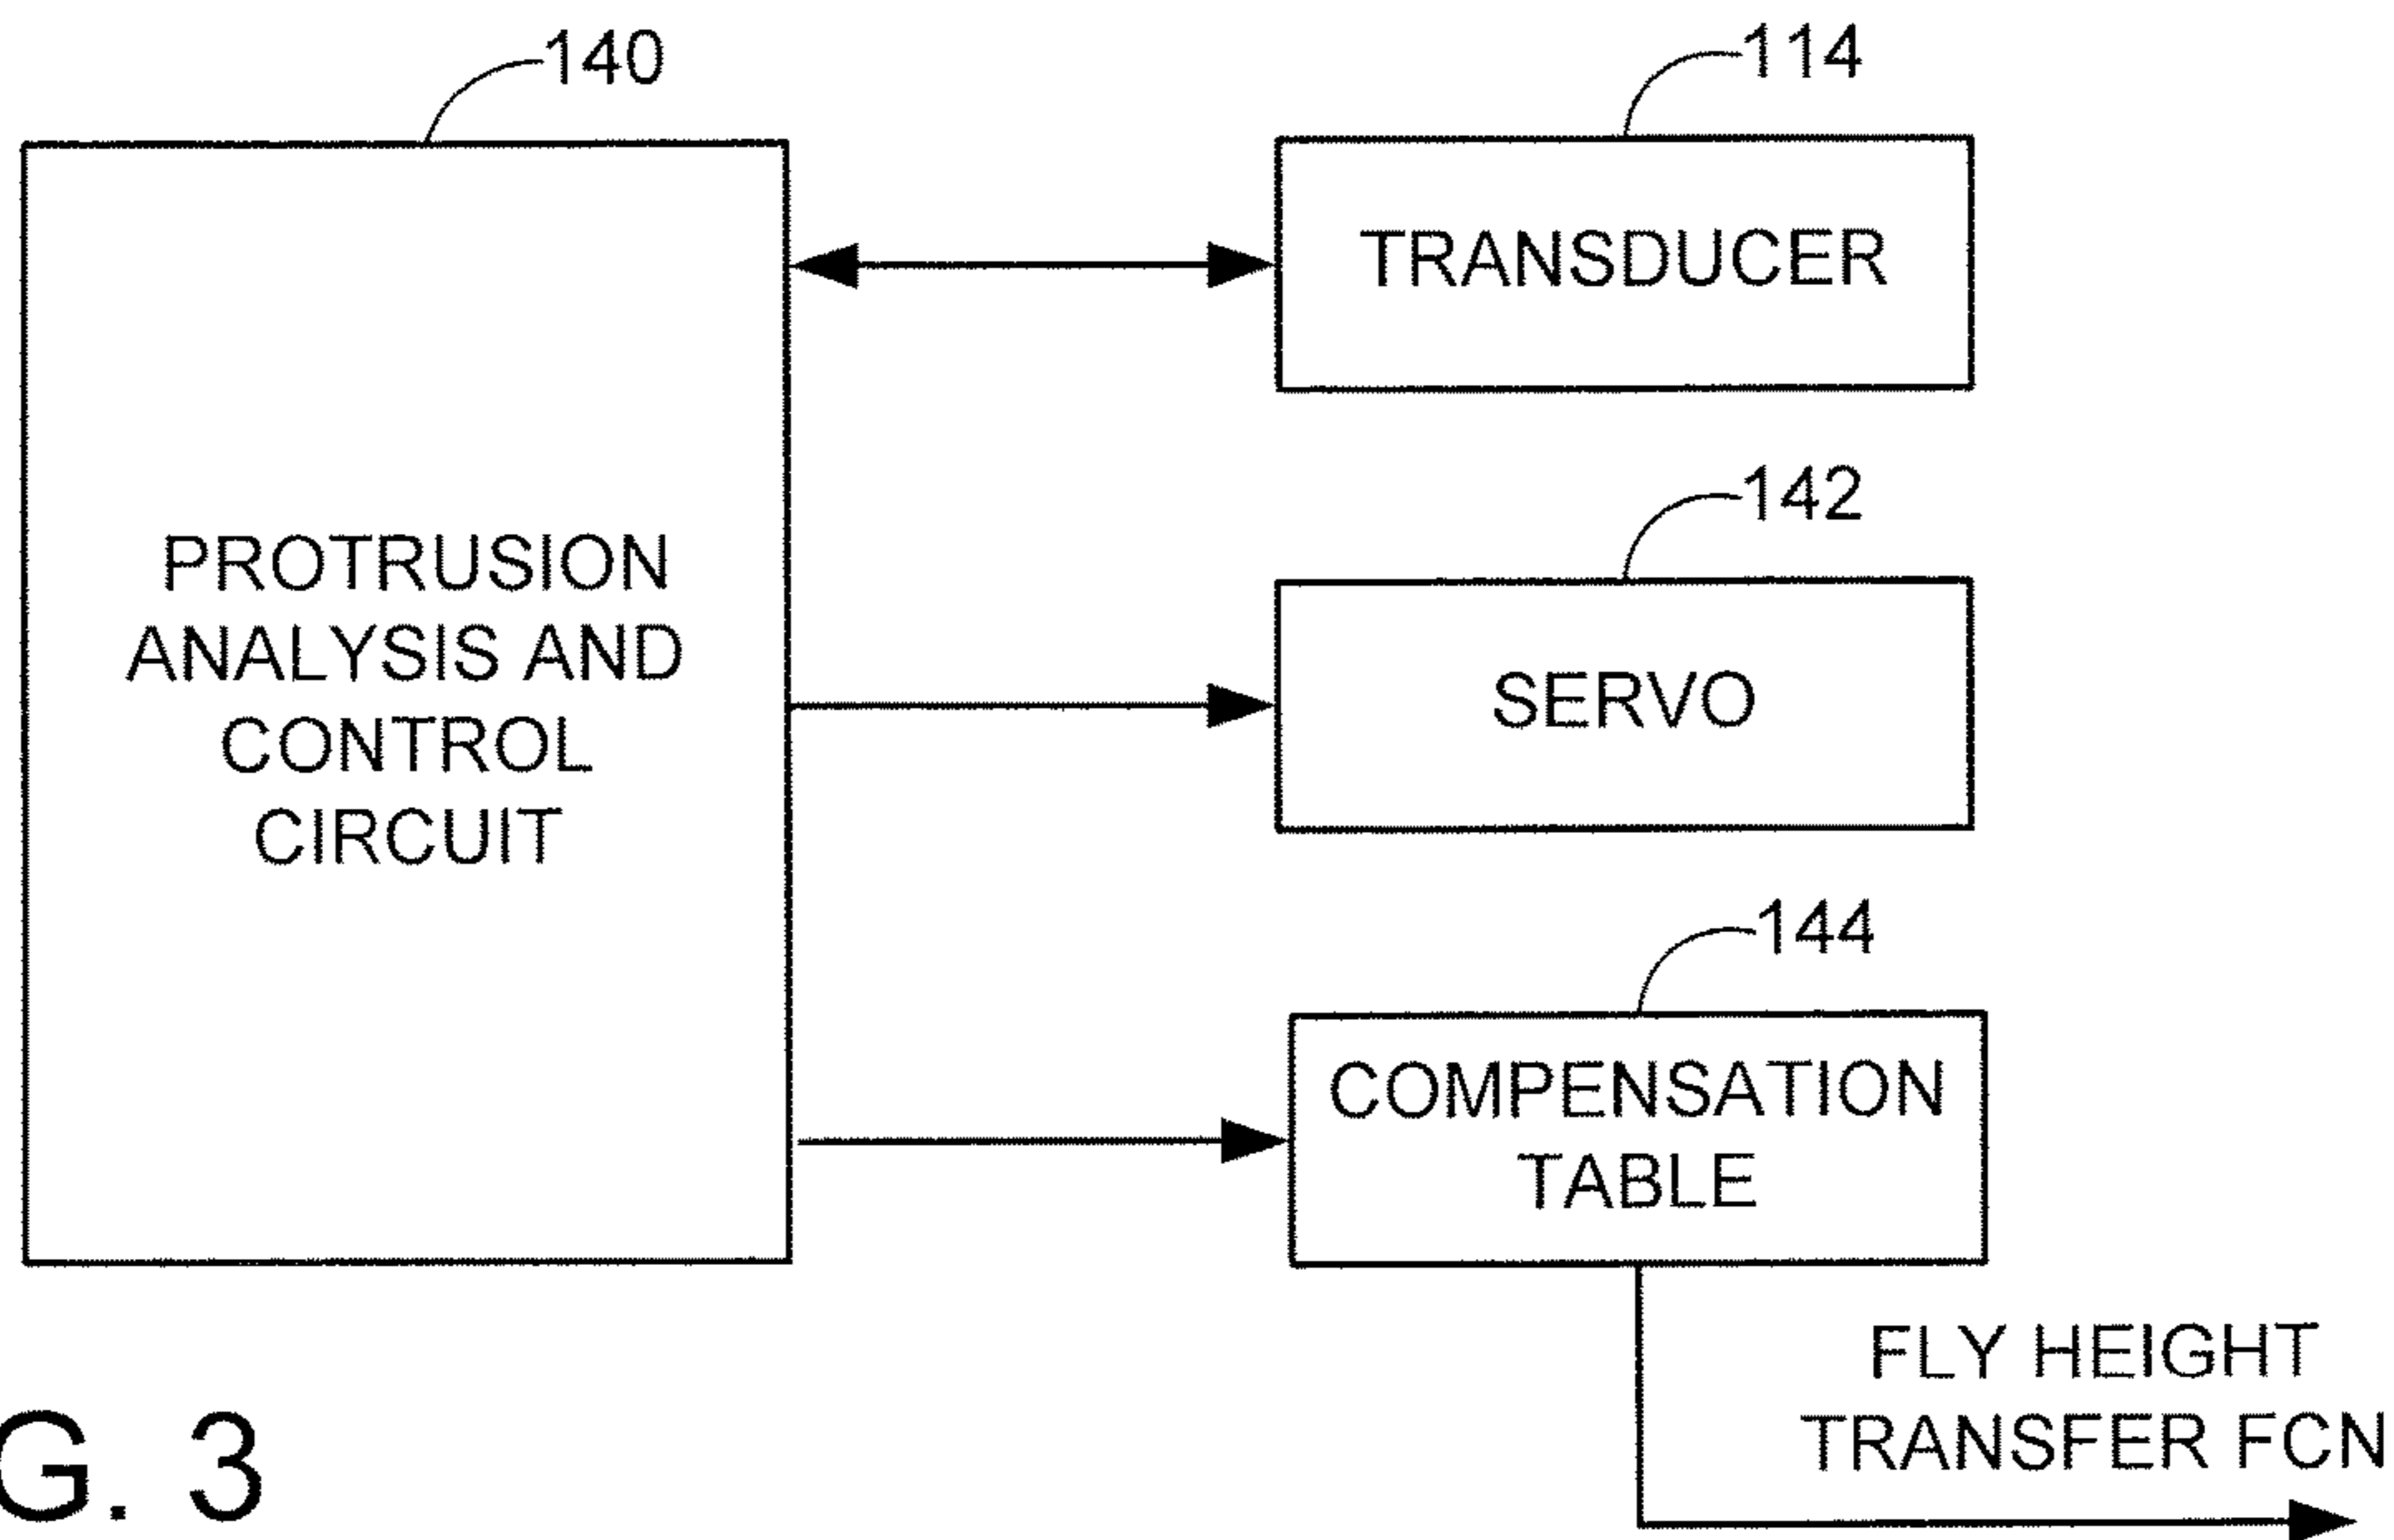 140
114
TRANSDUCER
142
PROTRUSION
ANALYSIS AND
CONTROL
CIRCUIT
SERVO
144
COMPENSATION
TABLE
FLY HEIGHT
TRANSFER FCN
G. 3